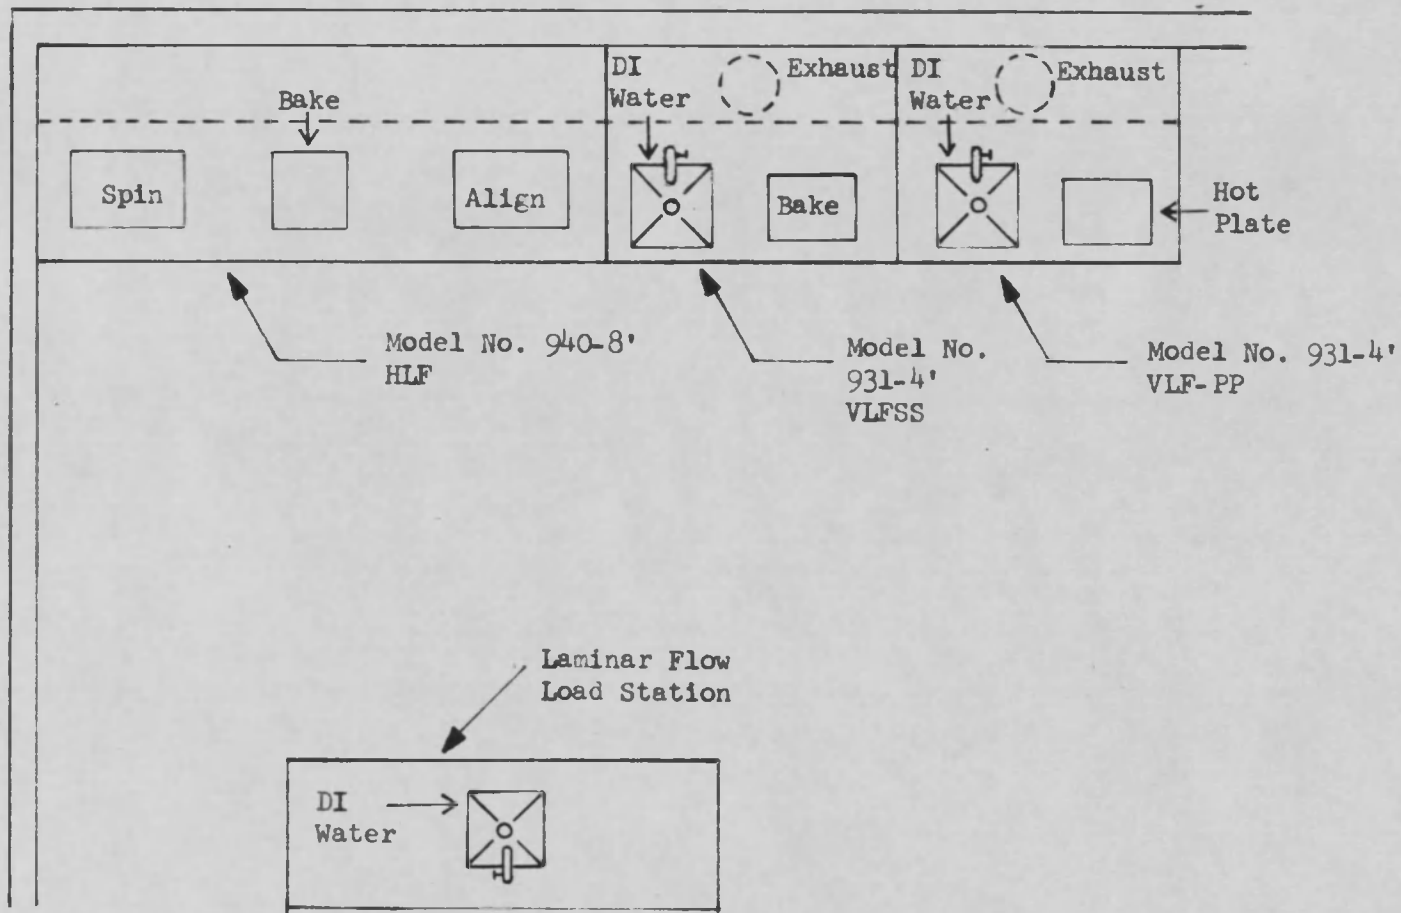 Bake
Spin
Align
DI
Water
Exhaust
Bake
DI
Water
Exhaust
Hot
Plate
Model No. 940-8'
HLF
Model No.
931-4'
VLFSS
Model No. 931-4'
VLF-PP
Laminar Flow
Load Station
DI
Water